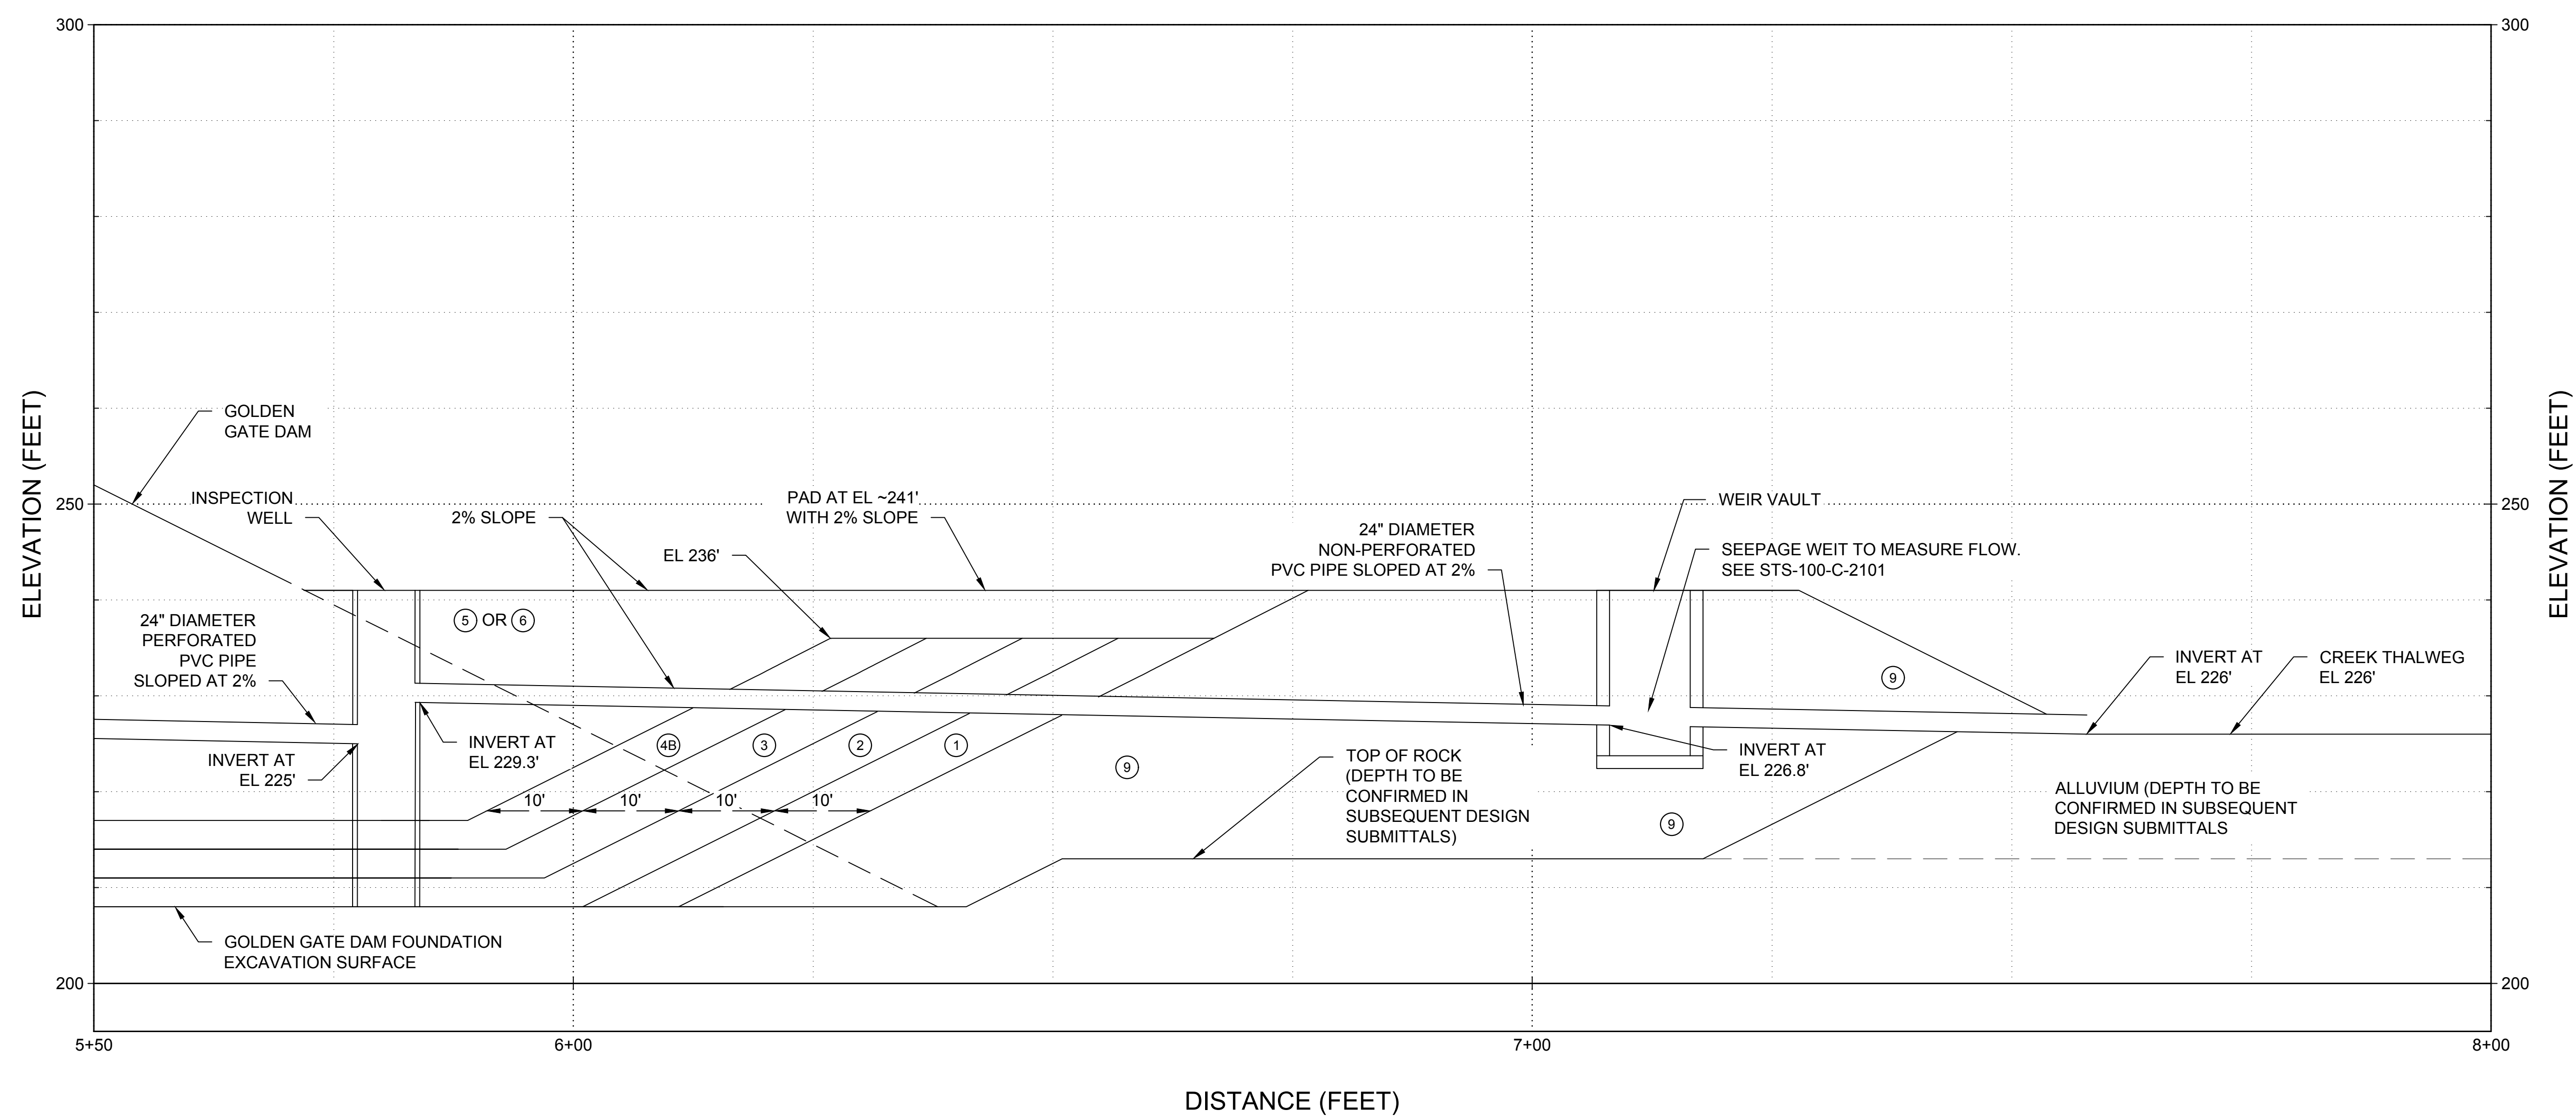 300
300
GOLDEN
GATE DAM
INSPECTION
WELL
250
2% SLOPE
PAD AT EL ~241'
WITH 2% SLOPE
EL 236'
24" DIAMETER
NON-PERFORATED
PVC PIPE SLOPED AT 2%
WEIR VAULT
SEEPAGE WEIT TO MEASURE FLOW.
SEE STS-100-C-2101
250
ELEVATION (FEET)
ELEVATION (FEET)
24" DIAMETER
PERFORATED
PVC PIPE
SLOPED AT 2%
5 OR 6
INVERT AT
EL 225'
INVERT AT
EL 229.3'
4B
3
2
1
9
10'
10'
10'
10'
TOP OF ROCK
(DEPTH TO BE
CONFIRMED IN
SUBSEQUENT DESIGN
SUBMITTALS)
INVERT AT
EL 226.8'
9
9
INVERT AT
EL 226'
CREEK THALWEG
EL 226'
ALLUVIUM (DEPTH TO BE
CONFIRMED IN SUBSEQUENT
DESIGN SUBMITTALS
GOLDEN GATE DAM FOUNDATION
EXCAVATION SURFACE
200
200
5+50
6+00
7+00
8+00
DISTANCE (FEET)